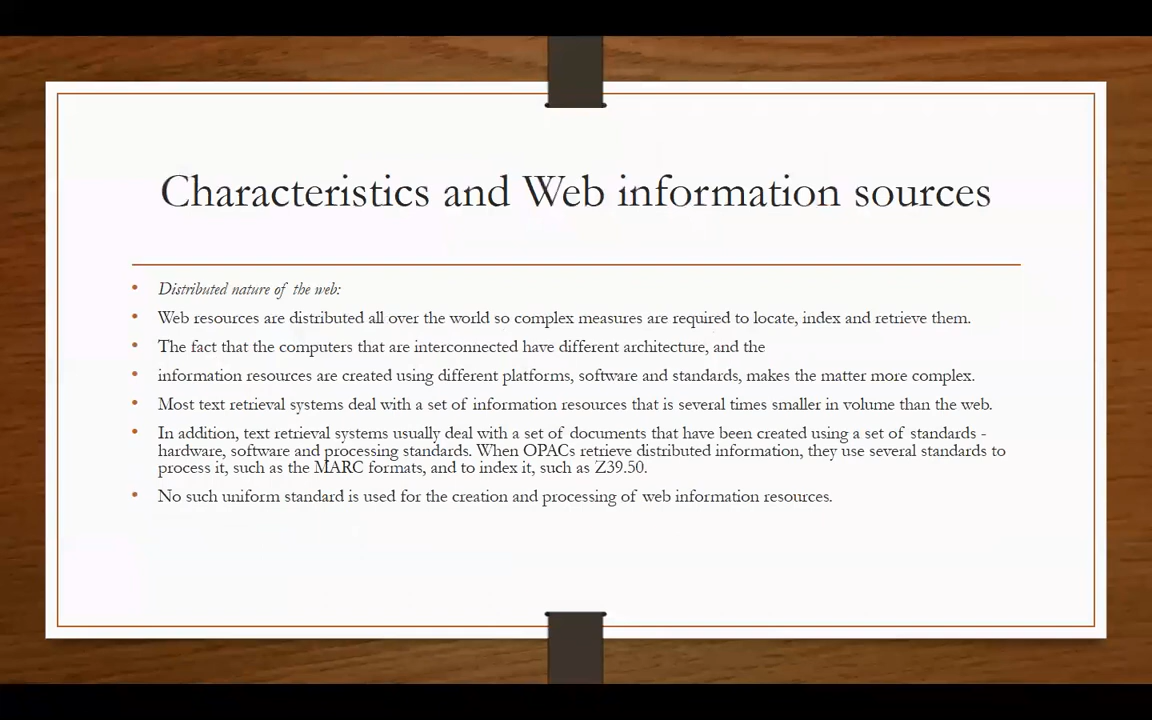 Characteristics and Web information sources
• Distributed nature of the web:
• Web resources are distributed all over the world so complex measures are required to locate, index and retrieve them.
• The fact that the computers that are interconnected have different architecture, and the
• information resources are created using different platforms, software and standards, makes the matter more complex.
• Most text retrieval systems deal with a set of information resources that is several times smaller in volume than the web.
• In addition, text retrieval systems usually deal with a set of documents that have been created using a set of standards -
hardware, software and processing standards. When OPACs retrieve distributed information, they use several standards to
process it, such as the MARC formats, and to index it, such as Z39.50.
• No such uniform standard is used for the creation and processing of web information resources.